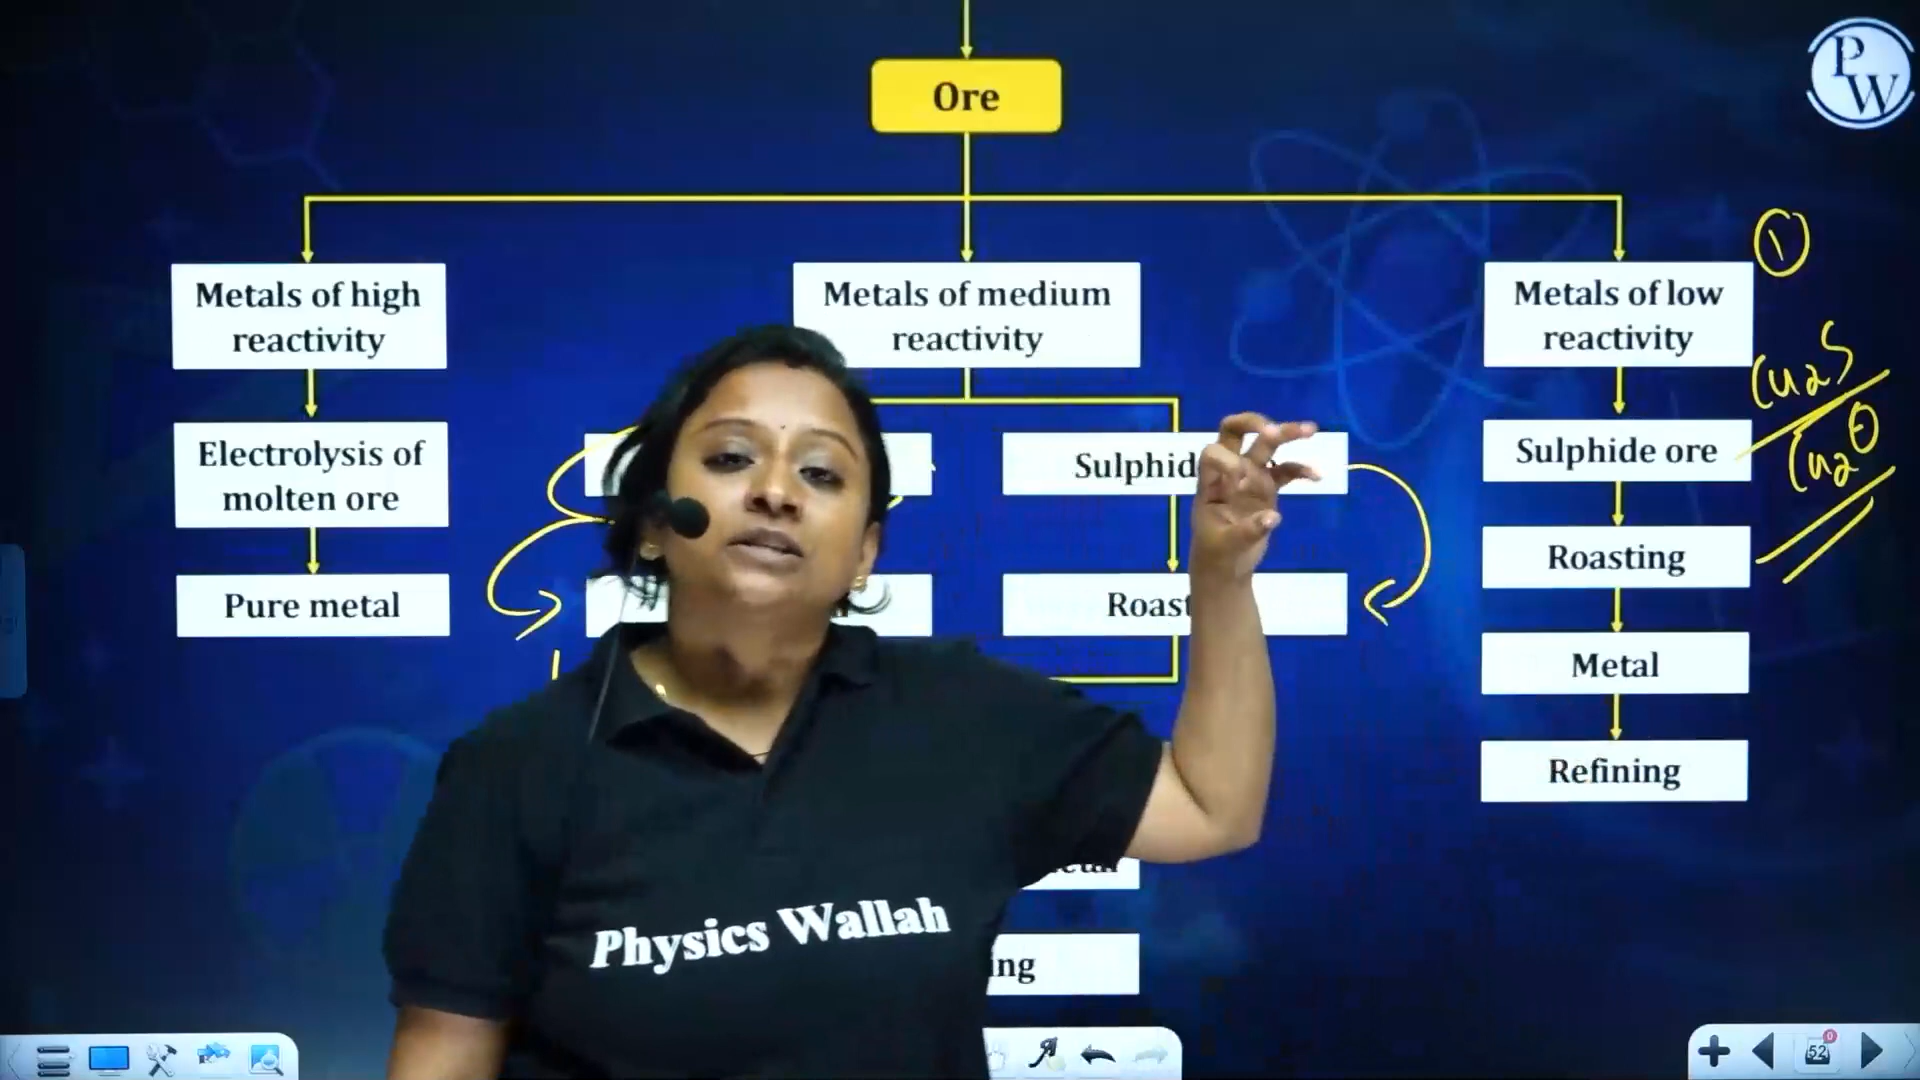 Ore
P
W
Metals of high
reactivity
Metals of medium
reactivity
Metals of low
reactivity
1
Cu2S
Cu2O
Electrolysis of
molten ore
Sulphid
Sulphide ore
Roasting
Pure metal
Roast
Metal
Refining
Physics Wallah
ing
52
0